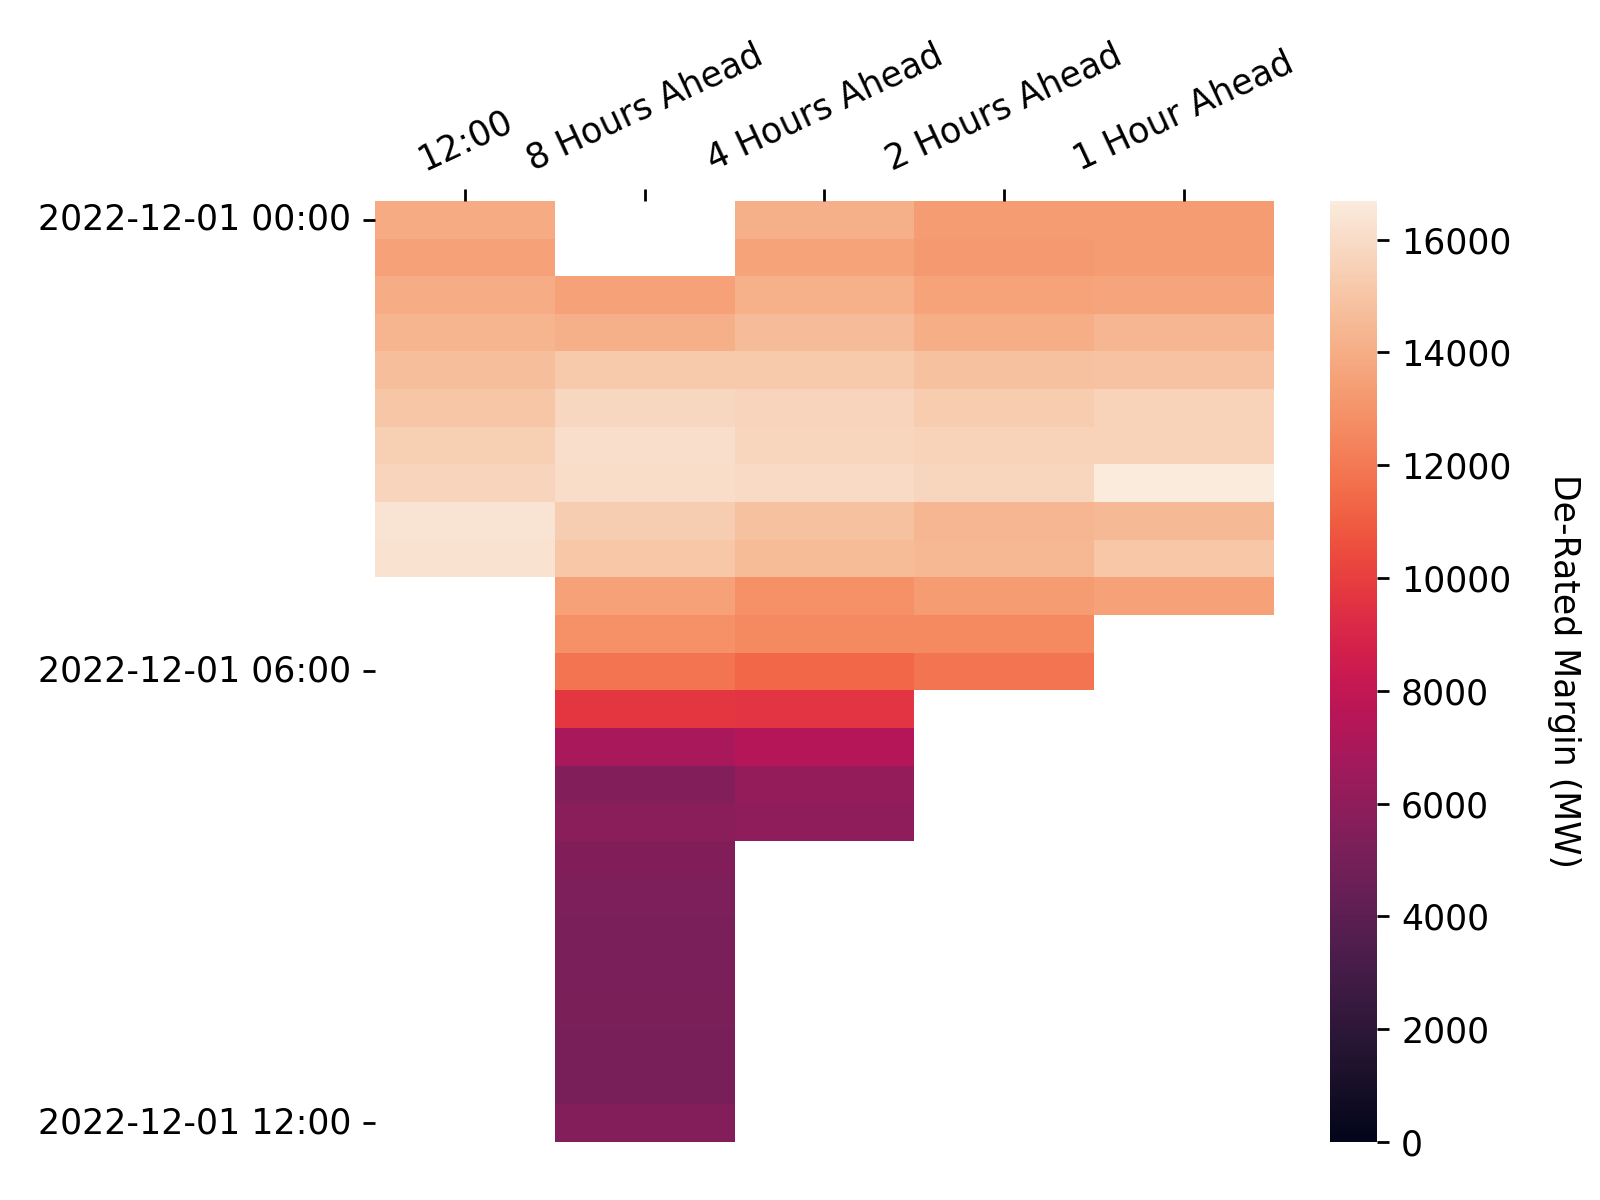 12:00
8 Hours Ahead
4 Hours Ahead
2 Hours Ahead
1 Hour Ahead
2022-12-01 00:00
2022-12-01 06:00
2022-12-01 12:00
16000
14000
12000
10000
8000
6000
4000
2000
0
De-Rated Margin (MW)